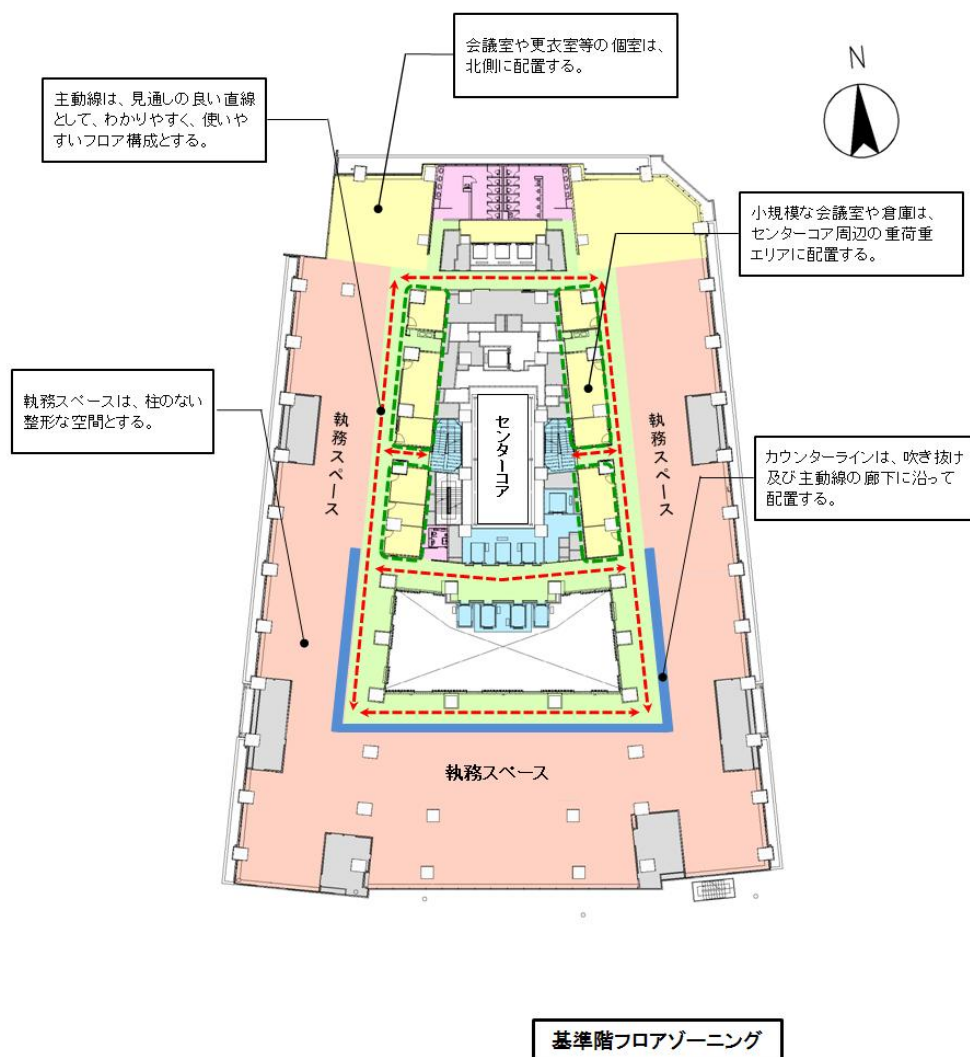 会議室や更衣室等の個室は、
北側に配置する。
N
主動線は、見通しの良い直線
として、わかりやすく、使いや
すいフロア構成とする。
小規模な会議室や倉庫は、
センターコア周辺の重荷重
エリアに配置する。
執務スペースは、柱のない
整形な空間とする。
執務スペース
センターコア
執務スペース
カウンターラインは、吹き抜け
及び主動線の廊下に沿って
配置する。
執務スペース
基準階フロアゾーニング